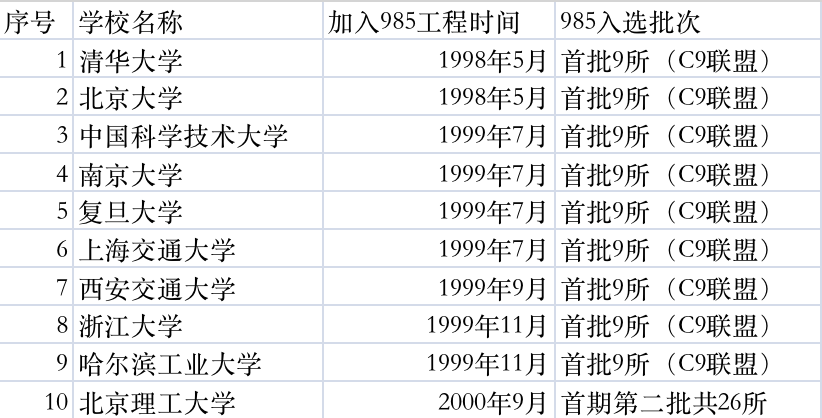 序号 学校名称 加入985工程时间 985入选批次
1 清华大学 1998年5月 首批9所（C9联盟）
2 北京大学 1998年5月 首批9所（C9联盟）
3 中国科学技术大学 1999年7月 首批9所（C9联盟）
4 南京大学 1999年7月 首批9所（C9联盟）
5 复旦大学 1999年7月 首批9所（C9联盟）
6 上海交通大学 1999年7月 首批9所（C9联盟）
7 西安交通大学 1999年9月 首批9所（C9联盟）
8 浙江大学 1999年11月 首批9所（C9联盟）
9 哈尔滨工业大学 1999年11月 首批9所（C9联盟）
10 北京理工大学 2000年9月 首期第二批共26所